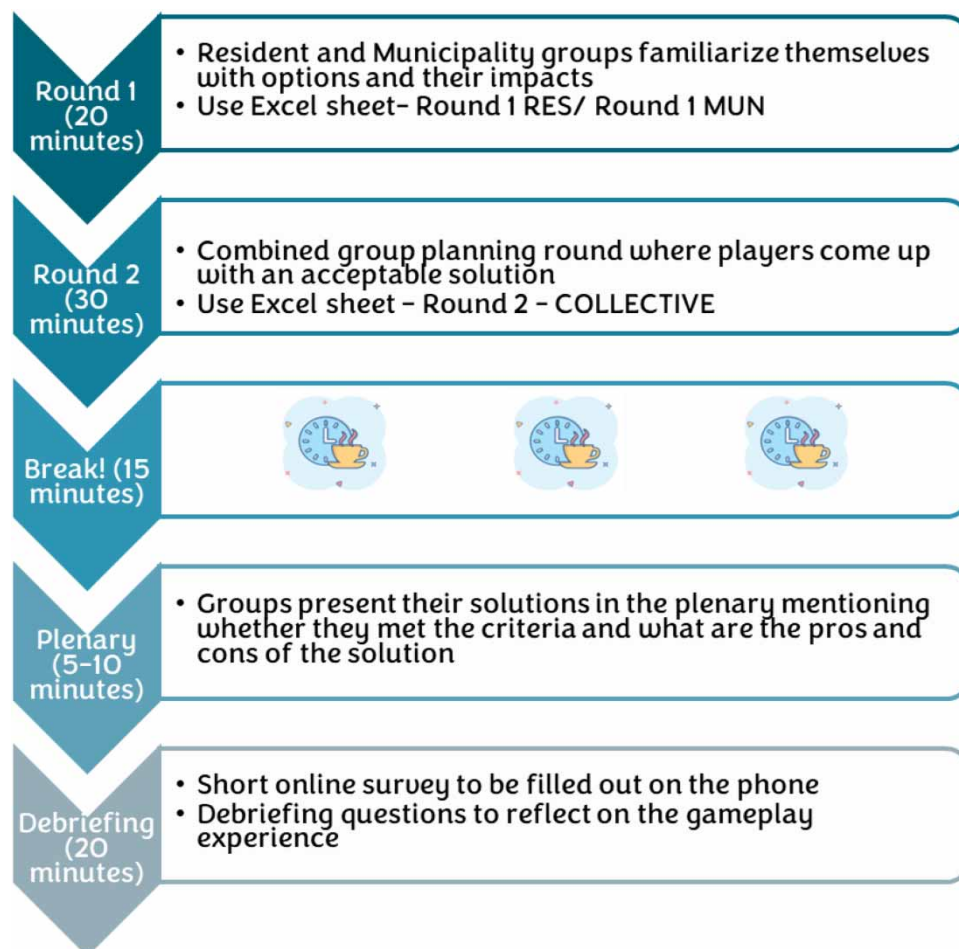 Round 1
(20
minutes)
• Resident and Municipality groups familiarize themselves
with options and their impacts
• Use Excel sheet– Round 1 RES/ Round 1 MUN
Round 2
(30
minutes)
• Combined group planning round where players come up
with an acceptable solution
• Use Excel sheet – Round 2 – COLLECTIVE
Break! (15
minutes)
Plenary
(5–10
minutes)
• Groups present their solutions in the plenary mentioning
whether they met the criteria and what are the pros and
cons of the solution
Debriefing
(20
minutes)
• Short online survey to be filled out on the phone
• Debriefing questions to reflect on the gameplay
experience